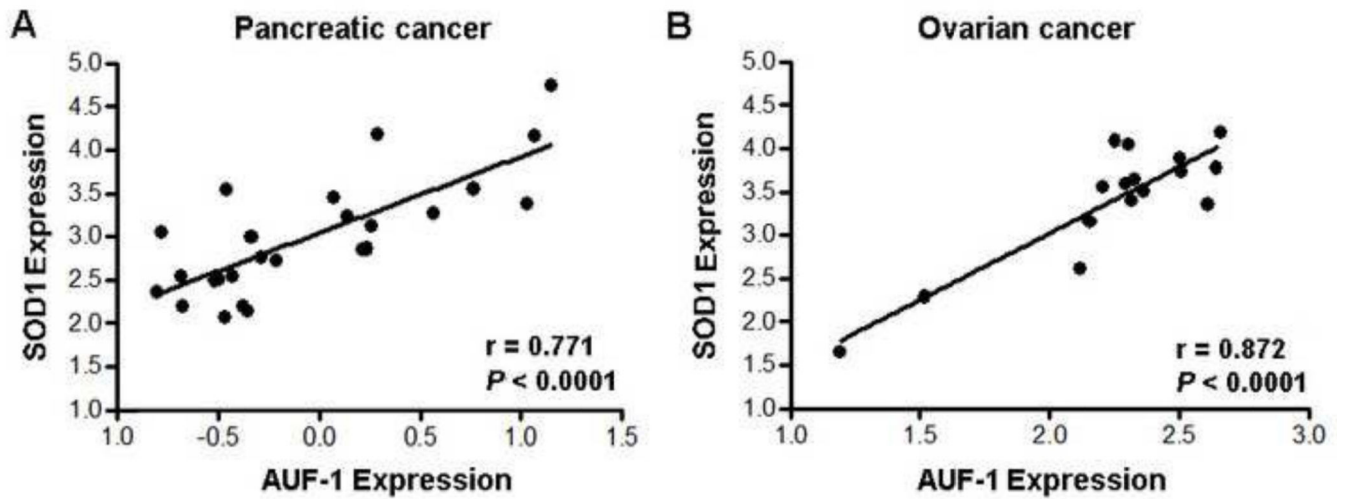 A
Pancreatic cancer
SOD1 Expression
5.0
4.5
4.0
3.5
3.0
2.5
2.0
1.5
1.0
r = 0.771
P < 0.0001
1.0
-0.5
0.0
0.5
1.0
1.5
AUF-1 Expression
B
Ovarian cancer
SOD1 Expression
5.0
4.5
4.0
3.5
3.0
2.5
2.0
1.5
1.0
r = 0.872
P < 0.0001
1.0
1.5
2.0
2.5
3.0
AUF-1 Expression